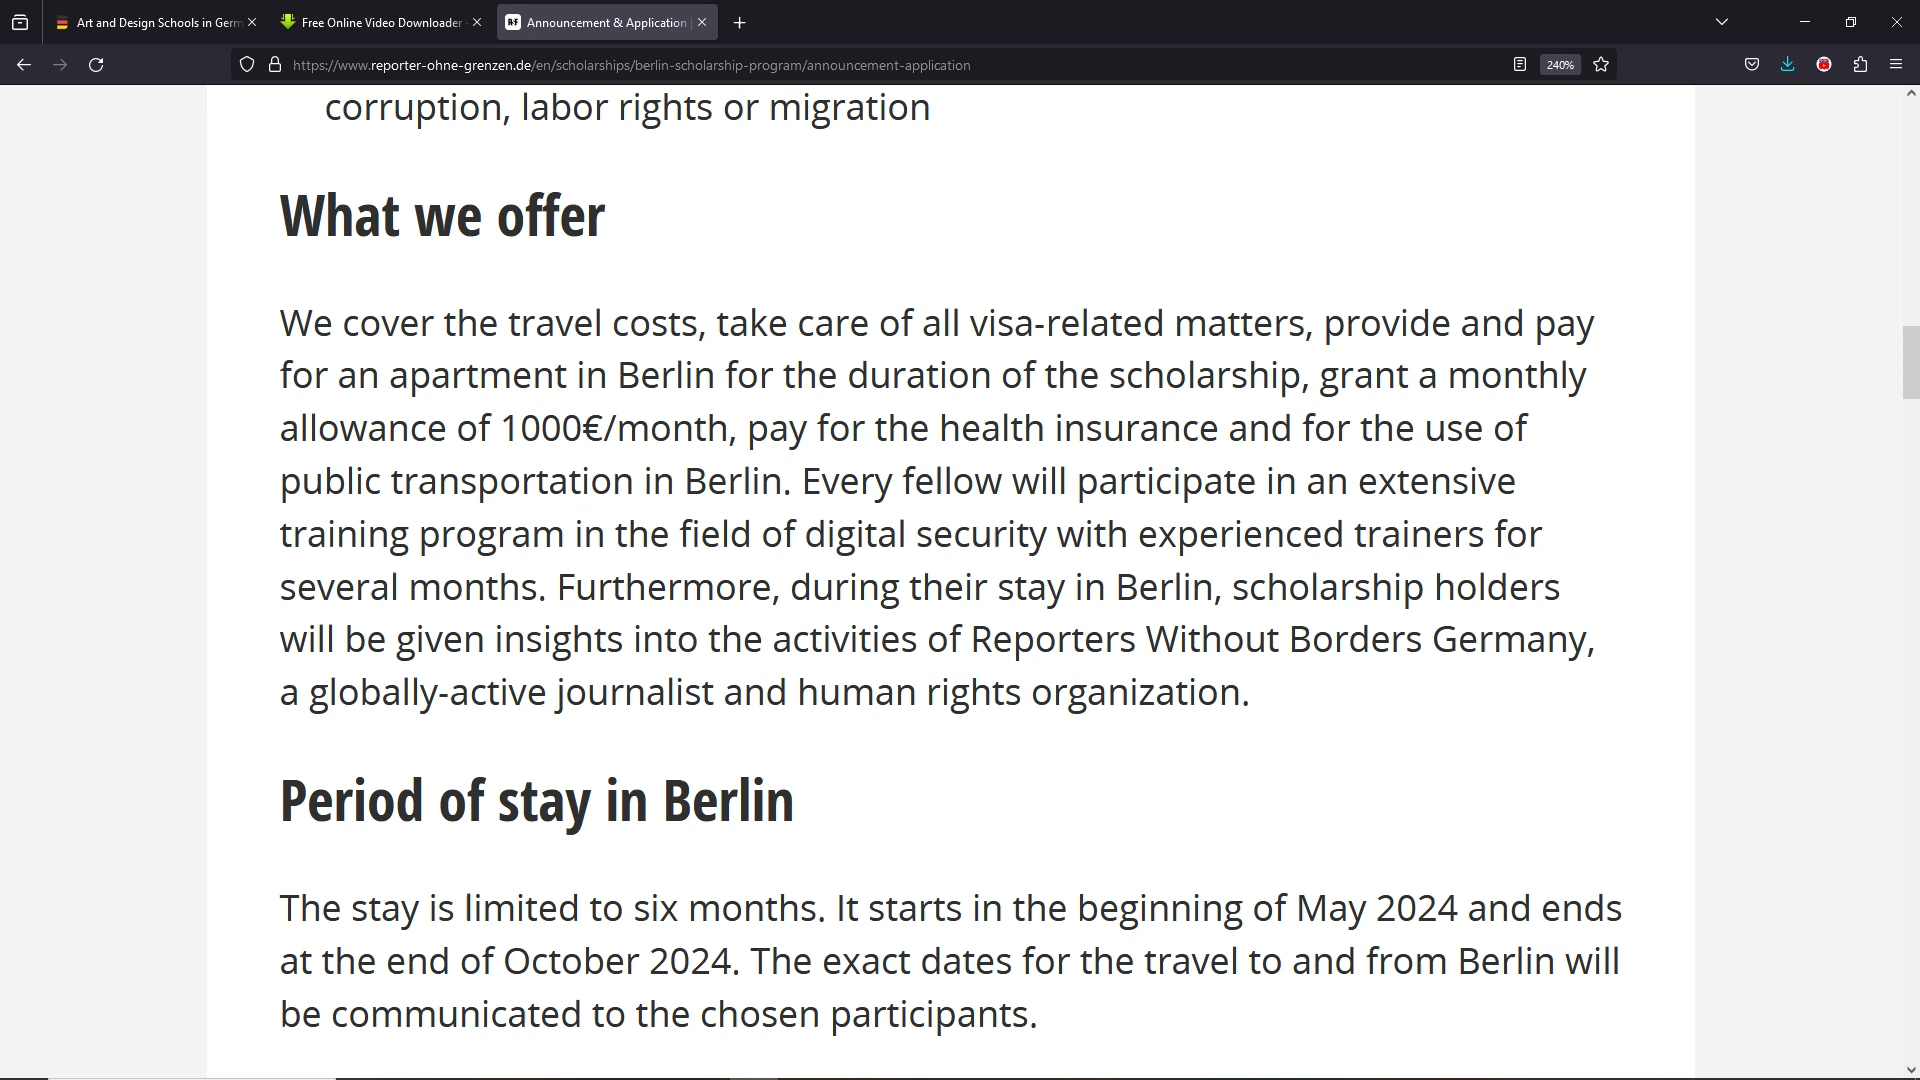 Art and Design Schools in Germ
Free Online Video Downloader -
R•F
Announcement & Application |
https://www.reporter-ohne-grenzen.de/en/scholarships/berlin-scholarship-program/announcement-application
240%
corruption, labor rights or migration
What we offer
We cover the travel costs, take care of all visa-related matters, provide and pay
for an apartment in Berlin for the duration of the scholarship, grant a monthly
allowance of 1000€/month, pay for the health insurance and for the use of
public transportation in Berlin. Every fellow will participate in an extensive
training program in the field of digital security with experienced trainers for
several months. Furthermore, during their stay in Berlin, scholarship holders
will be given insights into the activities of Reporters Without Borders Germany,
a globally-active journalist and human rights organization.
Period of stay in Berlin
The stay is limited to six months. It starts in the beginning of May 2024 and ends
at the end of October 2024. The exact dates for the travel to and from Berlin will
be communicated to the chosen participants.